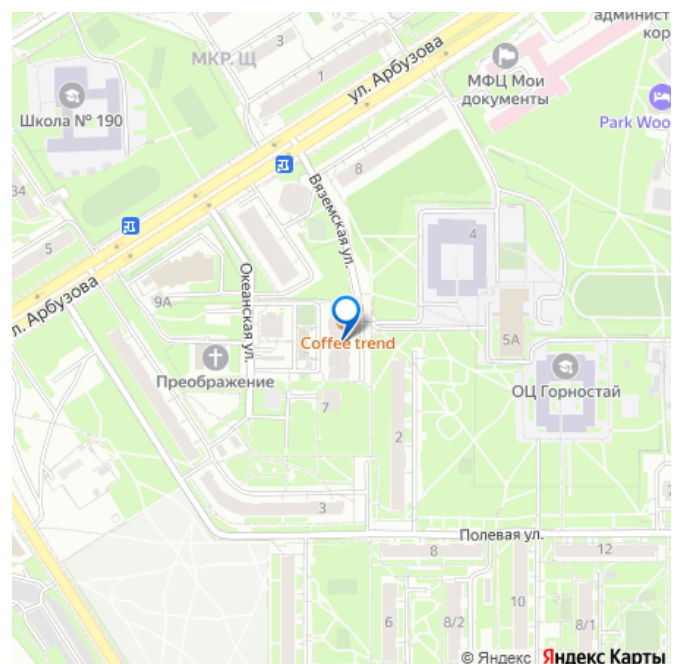 админист
кор
3
МКР. Щ
1
ул. Арбузова
МФЦ Мои
документы
Школа № 190
Park Woo
8
34
Вяземская ул.
4
5
Океанская ул.
9А
л. Арбузова
Coffee trend
5А
Преображение
ОЦ Горностай
7
2
3
Полевая ул.
8
12
6
8/2
10
8/1
© Яндекс Яндекс Карты